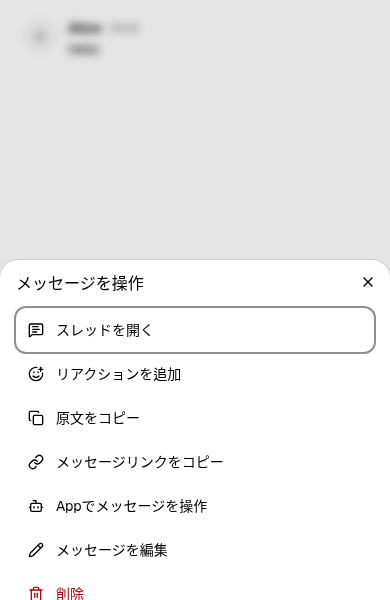 メッセージを操作
スレッドを開く
リアクションを追加
原文をコピー
メッセージリンクをコピー
Appでメッセージを操作
メッセージを編集
削除